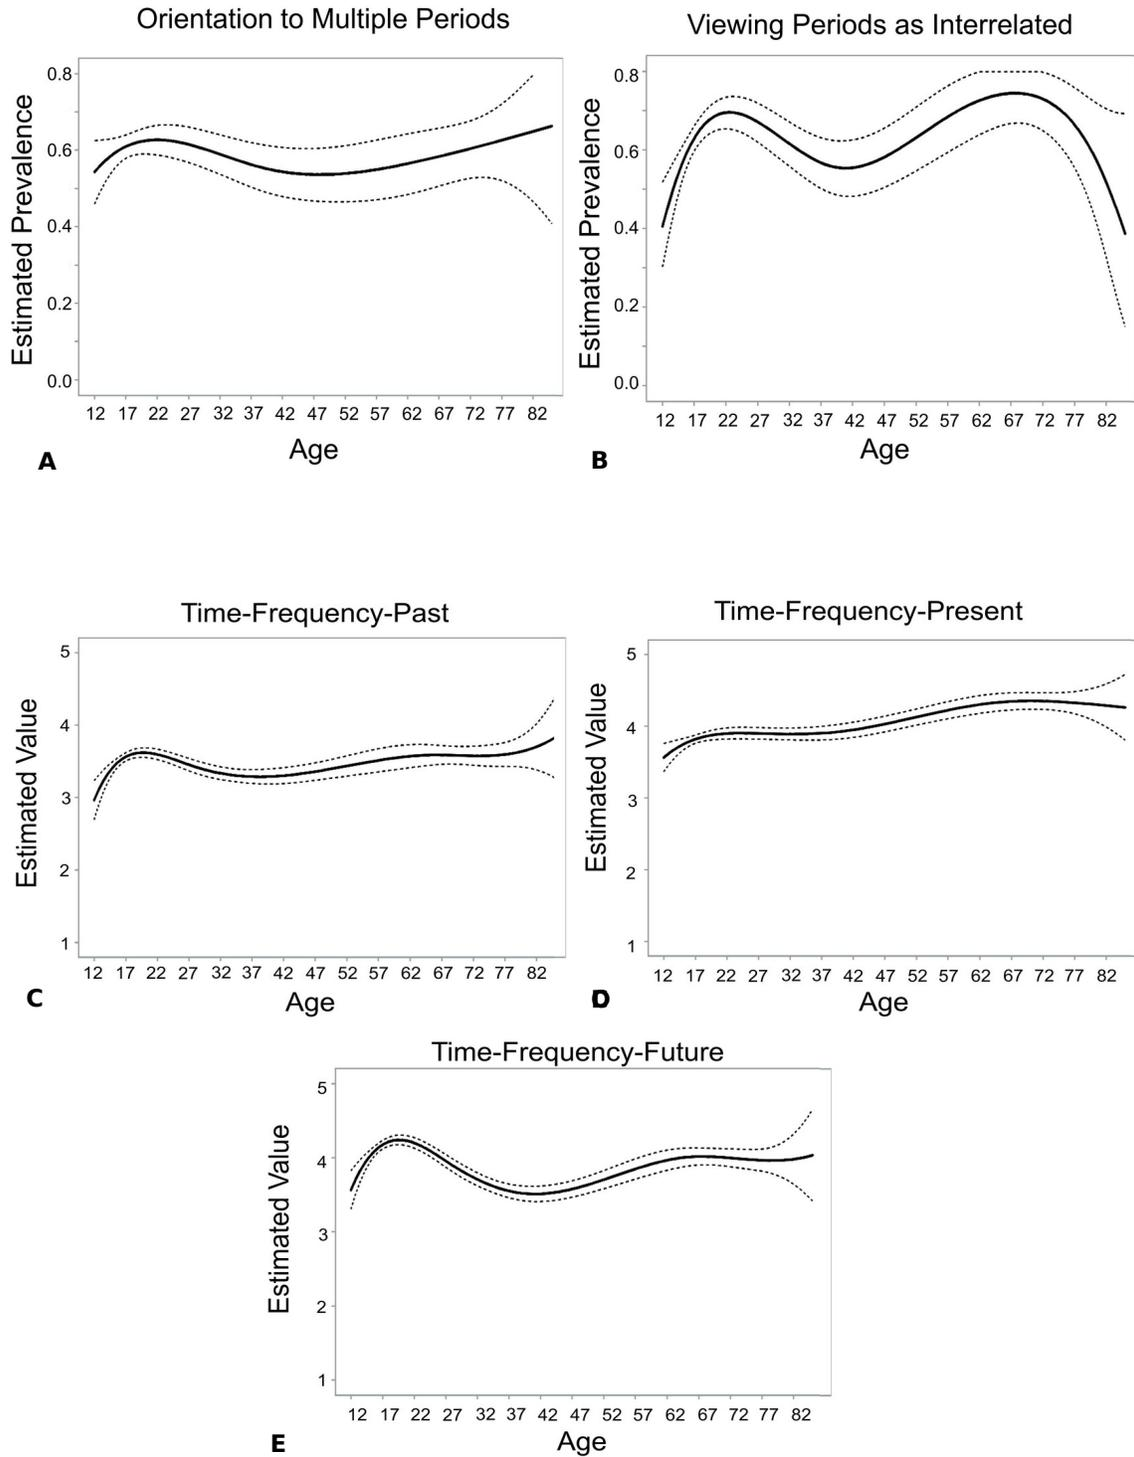 Orientation to Multiple Periods
Estimated Prevalence
0.8
0.6
0.4
0.2
0.0
12 17 22 27 32 37 42 47 52 57 62 67 72 77 82
Age
A
Viewing Periods as Interrelated
Estimated Prevalence
0.8
0.6
0.4
0.2
0.0
12 17 22 27 32 37 42 47 52 57 62 67 72 77 82
Age
B
Time-Frequency-Past
Estimated Value
5
4
3
2
1
12 17 22 27 32 37 42 47 52 57 62 67 72 77 82
Age
C
Time-Frequency-Present
Estimated Value
5
4
3
2
1
12 17 22 27 32 37 42 47 52 57 62 67 72 77 82
Age
D
Time-Frequency-Future
Estimated Value
5
4
3
2
1
12 17 22 27 32 37 42 47 52 57 62 67 72 77 82
Age
E